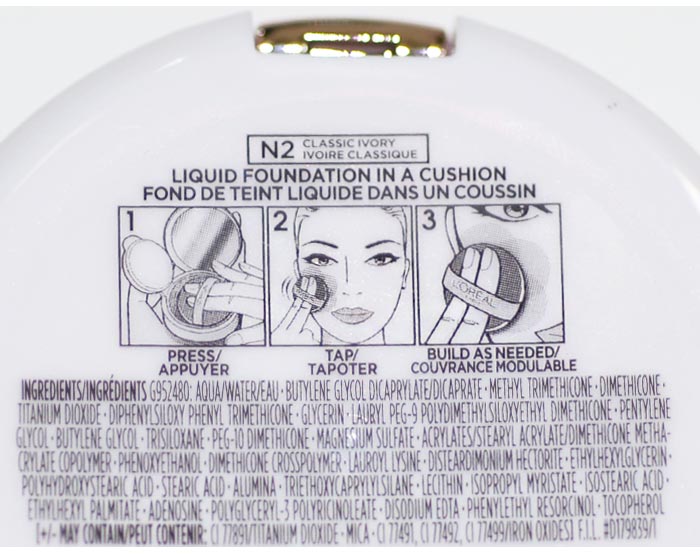 N2 CLASSIC IVORY
IVOIRE CLASSIQUE
LIQUID FOUNDATION IN A CUSHION
FOND DE TEINT LIQUIDE DANS UN COUSSIN
1 2 3
L'ORÉAL
PRESS/
APPUYER
TAP/
TAPOTER
BUILD AS NEEDED/
COUVRANCE MODULABLE
INGREDIENTS/INGRÉDIENTS G952480: AQUA/WATER/EAU · BUTYLENE GLYCOL DICAPRYLATE/DICAPRATE · METHYL TRIMETHICONE · DIMETHICONE ·
TITANIUM DIOXIDE · DIPHENYLSILOXY PHENYL TRIMETHICONE · GLYCERIN · LAURYL PEG-9 POLYDIMETHYLSILOXYETHYL DIMETHICONE · PENTYLENE
GLYCOL · BUTYLENE GLYCOL · TRISILOXANE · PEG-10 DIMETHICONE · MAGNESIUM SULFATE · ACRYLATES/STEARYL ACRYLATE/DIMETHICONE METHA-
CRYLATE COPOLYMER · PHENOXYETHANOL · DIMETHICONE CROSSPOLYMER · LAUROYL LYSINE · DISTEARDIMONIUM HECTORITE · ETHYLHEXYLGLYCERIN ·
POLYHYDROXYSTEARIC ACID · STEARIC ACID · ALUMINA · TRIETHOXYCAPRYLYLSILANE · LECITHIN · ISOPROPYL MYRISTATE · ISOSTEARIC ACID ·
ETHYLHEXYL PALMITATE · ADENOSINE · POLYGLYCERYL-3 POLYRICINOLEATE · DISODIUM EDTA · PHENYLETHYL RESORCINOL · TOCOPHEROL
[+/- MAY CONTAIN/PEUT CONTENIR: CI 77891/TITANIUM DIOXIDE · MICA · CI 77491, CI 77492, CI 77499/IRON OXIDES] F.I.L. #D179839/1